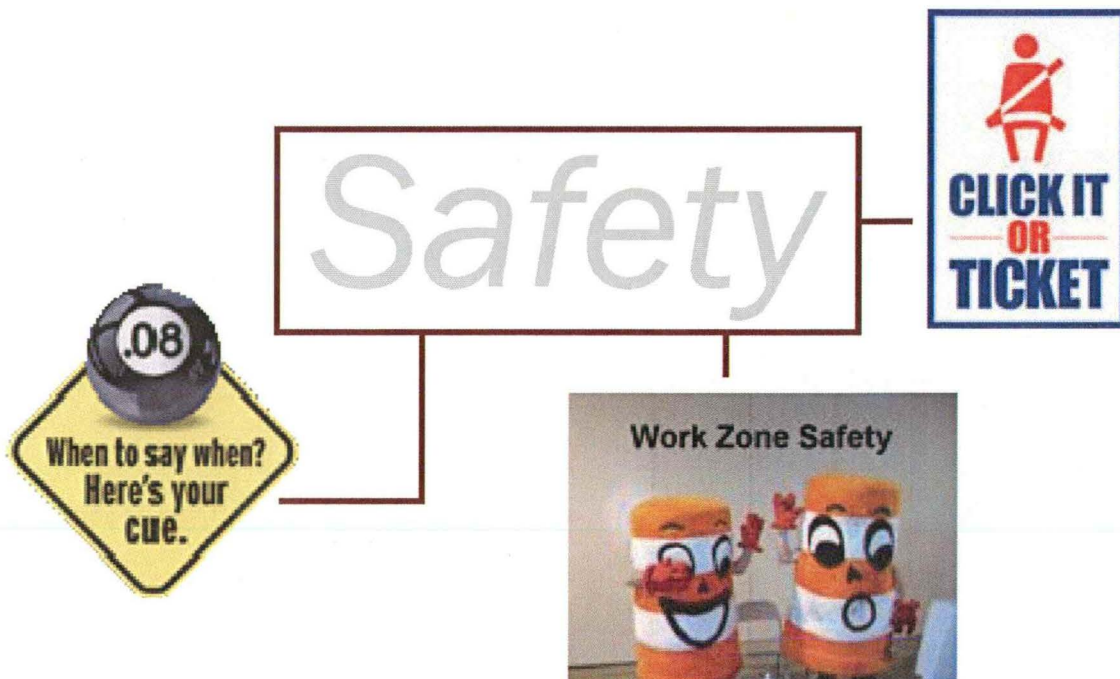 Safety
CLICK IT
OR
TICKET
.08
When to say when?
Here's your
cue.
Work Zone Safety